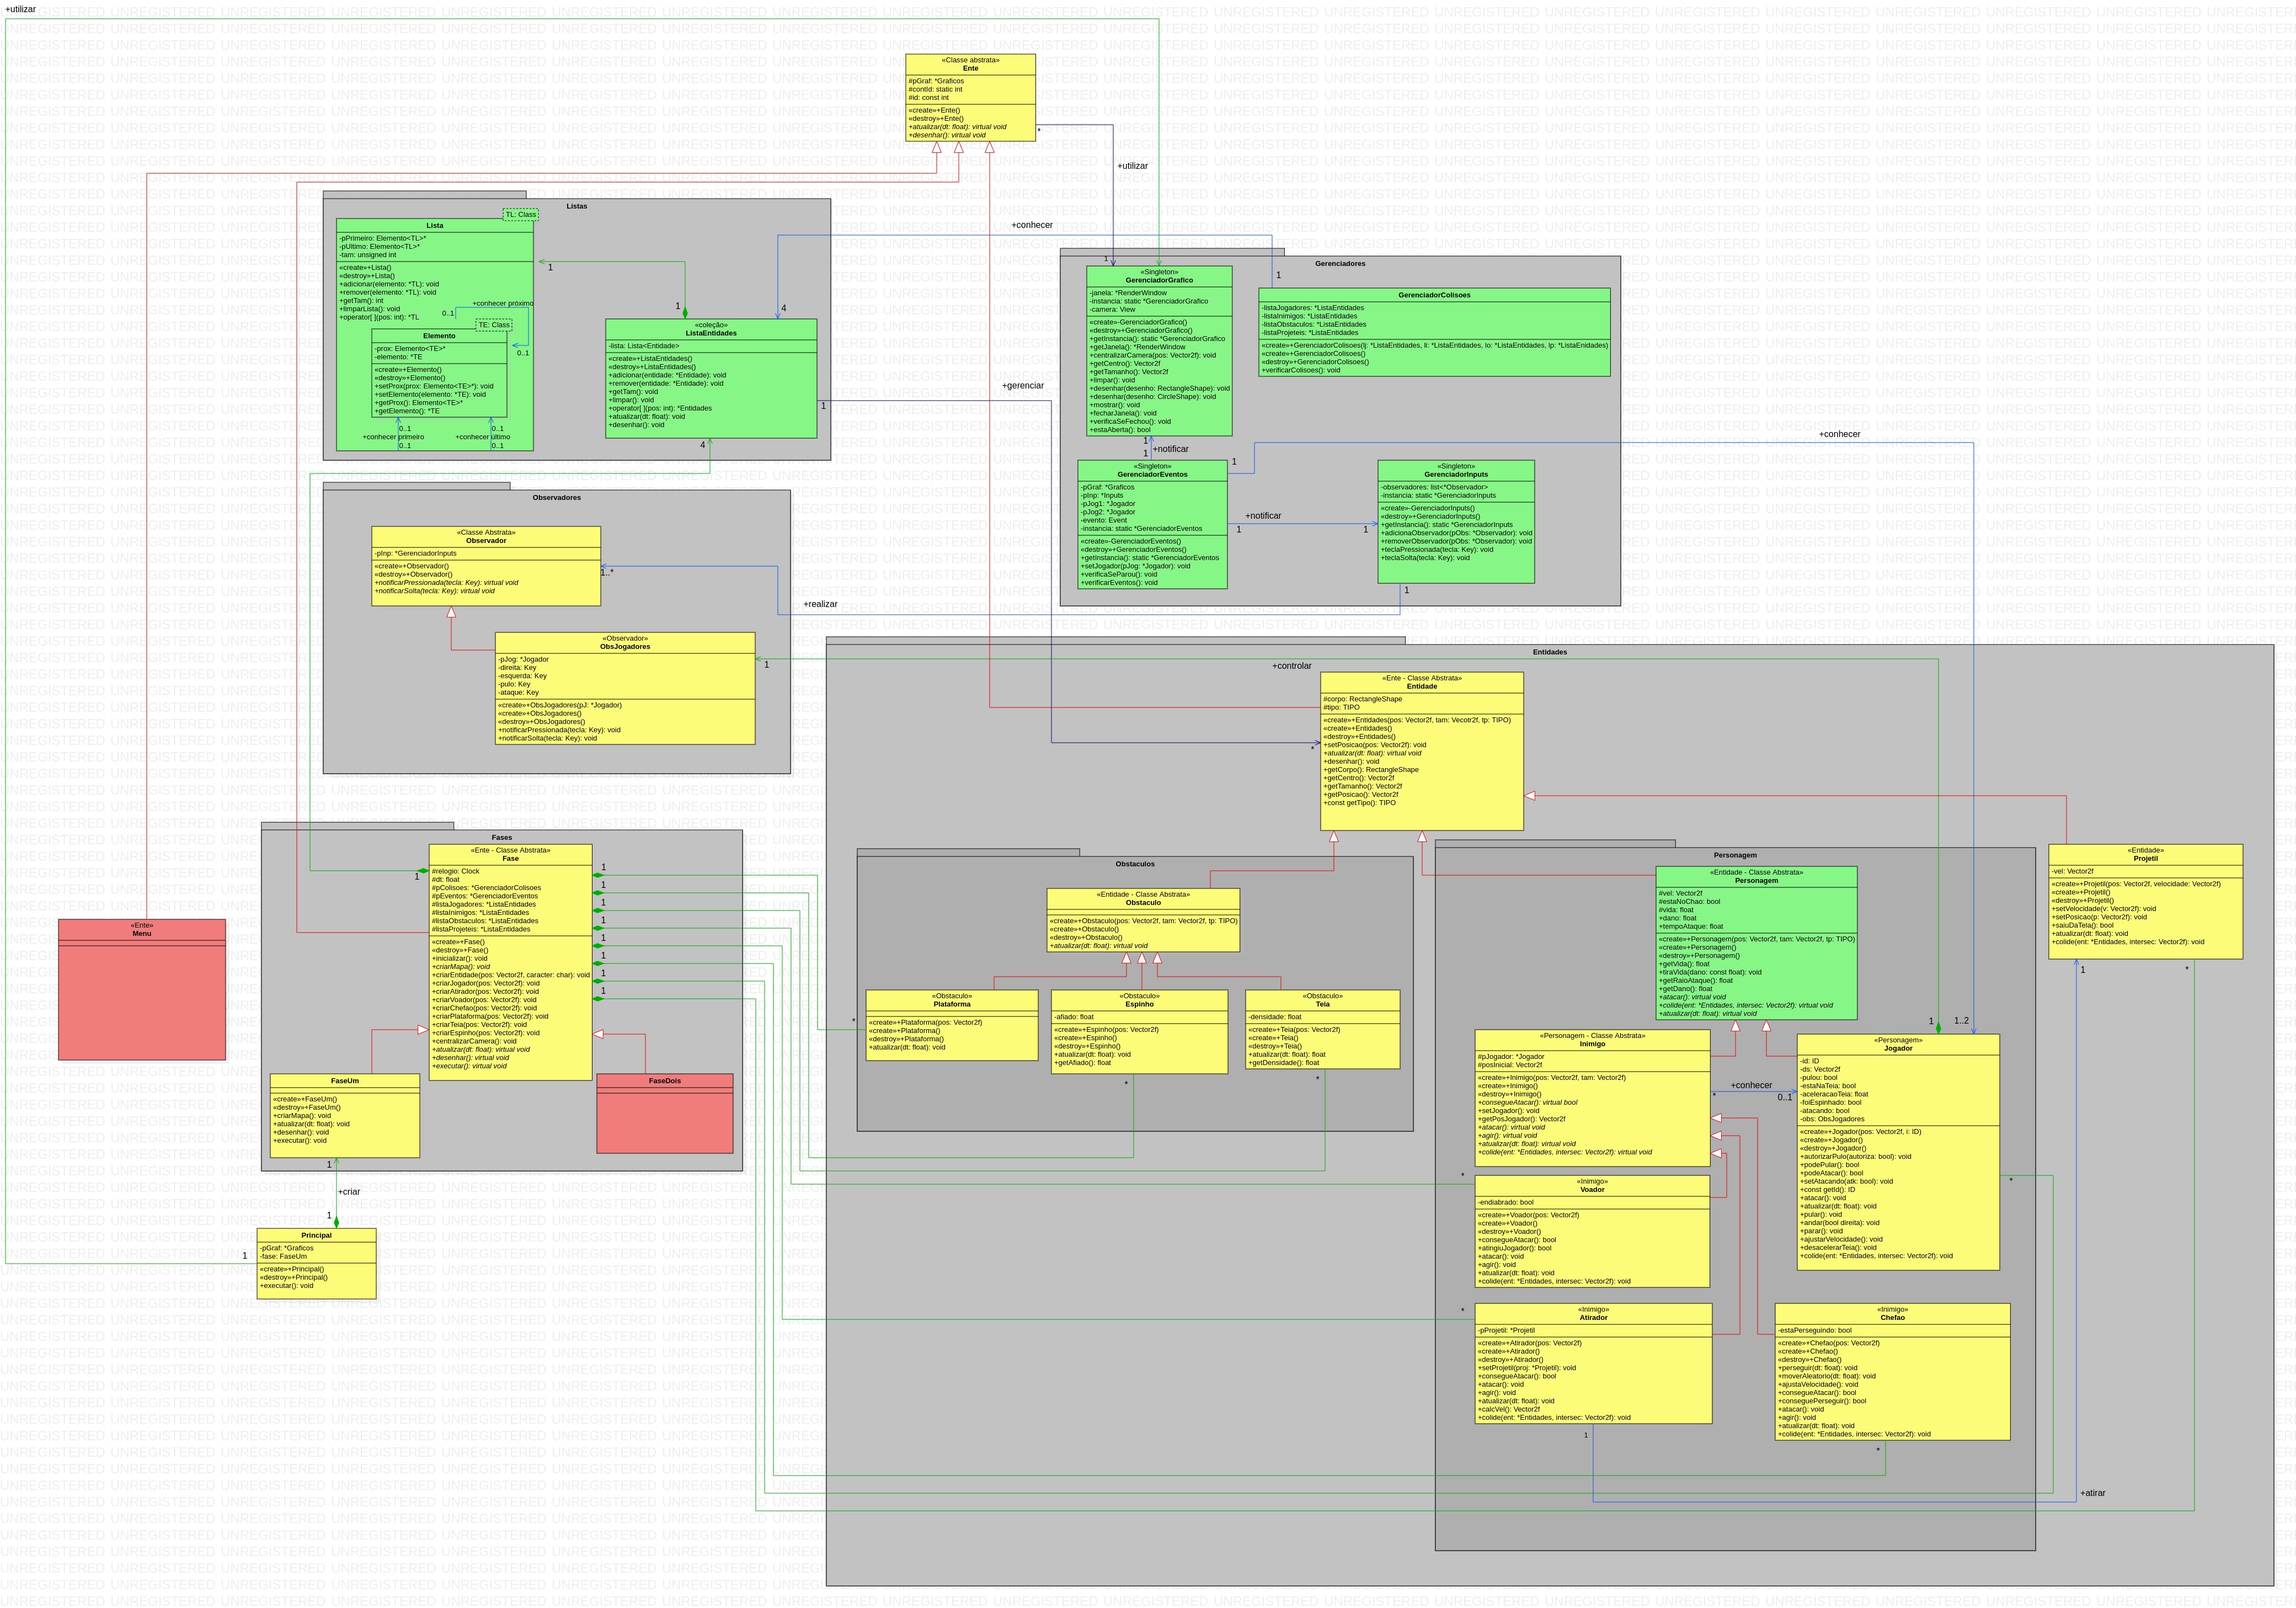 +utilizar
«Classe abstrata»
Ente
#pGraf: *Graficos
#contId: static int
#id: const int
«create»+Ente()
«destroy»+Ente()
+atualizar(dt: float): virtual void
+desenhar(): virtual void
*
+utilizar
1
Listas
TL: Class
Lista
-pPrimeiro: Elemento<TL>*
-pUltimo: Elemento<TL>*
-tam: unsigned int
«create»+Lista()
«destroy»+Lista()
+adicionar(elemento: *TL): void
+remover(elemento: *TL): void
+getTam(): int
+limparLista(): void
+operator[ ](pos: int): *TL
+conhecer próximo
0..1
0..1
TE: Class
Elemento
-prox: Elemento<TE>*
-elemento: *TE
«create»+Elemento()
«destroy»+Elemento()
+setProx(prox: Elemento<TE>*): void
+setElemento(elemento: *TE): void
+getProx(): Elemento<TE>*
+getElemento(): *TE
0..1
+conhecer primeiro
0..1
0..1
+conhecer último
0..1
1
1
«coleção»
ListaEntidades
-lista: Lista<Entidade>
«create»+ListaEntidades()
«destroy»+ListaEntidades()
+adicionar(entidade: *Entidade): void
+remover(entidade: *Entidade): void
+getTam(): void
+limpar(): void
+operator[ ](pos: int): *Entidades
+atualizar(dt: float): void
+desenhar(): void
4
4
1
+conhecer
1
+gerenciar
Gerenciadores
«Singleton»
GerenciadorGrafico
-janela: *RenderWindow
-instancia: static *GerenciadorGrafico
-camera: View
«create»-GerenciadorGrafico()
«destroy»+GerenciadorGrafico()
+getInstancia(): static *GerenciadorGrafico
+getJanela(): *RenderWindow
+centralizarCamera(pos: Vector2f): void
+getCentro(): Vector2f
+getTamanho(): Vector2f
+limpar(): void
+desenhar(desenho: RectangleShape): void
+desenhar(desenho: CircleShape): void
+mostrar(): void
+fecharJanela(): void
+verificaSeFechou(): void
+estaAberta(): bool
GerenciadorColisoes
-listaJogadores: *ListaEntidades
-listaInimigos: *ListaEntidades
-listaObstaculos: *ListaEntidades
-listaProjeteis: *ListaEntidades
«create»+GerenciadorColisoes(lj: *ListaEntidades, li: *ListaEntidades, lo: *ListaEntidades, lp: *ListaEnidades)
«create»+GerenciadorColisoes()
«destroy»+GerenciadorColisoes()
+verificarColisoes(): void
1
+notificar
1
«Singleton»
GerenciadorEventos
-pGraf: *Graficos
-pInp: *Inputs
-pJog1: *Jogador
-pJog2: *Jogador
-evento: Event
-instancia: static *GerenciadorEventos
«create»-GerenciadorEventos()
«destroy»+GerenciadorEventos()
+getInstancia(): static *GerenciadorEventos
+setJogador(pJog: *Jogador): void
+verificaSeParou(): void
+verificarEventos(): void
1
+conhecer
+notificar
1
1
«Singleton»
GerenciadorInputs
-observadores: list<*Observador>
-instancia: static *GerenciadorInputs
«create»-GerenciadorInputs()
«destroy»+GerenciadorInputs()
+getInstancia(): static *GerenciadorInputs
+adicionaObservador(pObs: *Observador): void
+removerObservador(pObs: *Observador): void
+teclaPressionada(tecla: Key): void
+teclaSolta(tecla: Key): void
1
Observadores
«Classe Abstrata»
Observador
-pInp: *GerenciadorInputs
«create»+Observador()
«destroy»+Observador()
+notificarPressionada(tecla: Key): virtual void
+notificarSolta(tecla: Key): virtual void
1..*
+realizar
«Observador»
ObsJogadores
-pJog: *Jogador
-direita: Key
-esquerda: Key
-pulo: Key
-ataque: Key
«create»+ObsJogadores(pJ: *Jogador)
«create»+ObsJogadores()
«destroy»+ObsJogadores()
+notificarPressionada(tecla: Key): void
+notificarSolta(tecla: Key): void
1
Entidades
+controlar
«Ente - Classe Abstrata»
Entidade
#corpo: RectangleShape
#tipo: TIPO
«create»+Entidades(pos: Vector2f, tam: Vecotr2f, tp: TIPO)
«create»+Entidades()
«destroy»+Entidades()
+setPosicao(pos: Vector2f): void
+atualizar(dt: float): virtual void
+desenhar(): void
+getCorpo(): RectangleShape
+getCentro(): Vector2f
+getTamanho(): Vector2f
+getPosicao(): Vector2f
+const getTipo(): TIPO
*
Fases
«Ente - Classe Abstrata»
Fase
#relogio: Clock
#dt: float
#pColisoes: *GerenciadorColisoes
#pEventos: *GerenciadorEventos
#listaJogadores: *ListaEntidades
#listaInimigos: *ListaEntidades
#listaObstaculos: *ListaEntidades
#listaProjeteis: *ListaEntidades
«create»+Fase()
«destroy»+Fase()
+inicializar(): void
+criarMapa(): void
+criarEntidade(pos: Vector2f, caracter: char): void
+criarJogador(pos: Vector2f): void
+criarAtirador(pos: Vector2f): void
+criarVoador(pos: Vector2f): void
+criarChefao(pos: Vector2f): void
+criarPlataforma(pos: Vector2f): void
+criarTeia(pos: Vector2f): void
+criarEspinho(pos: Vector2f): void
+centralizarCamera(): void
+atualizar(dt: float): virtual void
+desenhar(): virtual void
+executar(): virtual void
1
1
1
1
1
1
1
1
1
FaseUm
«create»+FaseUm()
«destroy»+FaseUm()
+criarMapa(): void
+atualizar(dt: float): void
+desenhar(): void
+executar(): void
FaseDois
«Ente»
Menu
1
+criar
1
Principal
-pGraf: *Graficos
-fase: FaseUm
«create»+Principal()
«destroy»+Principal()
+executar(): void
1
Obstaculos
«Entidade - Classe Abstrata»
Obstaculo
«create»+Obstaculo(pos: Vector2f, tam: Vector2f, tp: TIPO)
«create»+Obstaculo()
«destroy»+Obstaculo()
+atualizar(dt: float): virtual void
«Obstaculo»
Plataforma
«create»+Plataforma(pos: Vector2f)
«create»+Plataforma()
«destroy»+Plataforma()
+atualizar(dt: float): void
*
«Obstaculo»
Espinho
-afiado: float
«create»+Espinho(pos: Vector2f)
«create»+Espinho()
«destroy»+Espinho()
+atualizar(dt: float): void
+getAfiado(): float
*
«Obstaculo»
Teia
-densidade: float
«create»+Teia(pos: Vector2f)
«create»+Teia()
«destroy»+Teia()
+atualizar(dt: float): float
+getDensidade(): float
*
Personagem
«Entidade - Classe Abstrata»
Personagem
#vel: Vector2f
#estaNoChao: bool
#vida: float
+dano: float
+tempoAtaque: float
«create»+Personagem(pos: Vector2f, tam: Vector2f, tp: TIPO)
«create»+Personagem()
«destroy»+Personagem()
+getVida(): float
+tiraVida(dano: const float): void
+getRaioAtaque(): float
+getDano(): float
+atacar(): virtual void
+colide(ent: *Entidades, intersec: Vector2f): virtual void
+atualizar(dt: float): virtual void
«Entidade»
Projetil
-vel: Vector2f
«create»+Projetil(pos: Vector2f, velocidade: Vector2f)
«create»+Projetil()
«destroy»+Projetil()
+setVelocidade(v: Vector2f): void
+setPosicao(p: Vector2f): void
+saiuDaTela(): bool
+atualizar(dt: float): void
+colide(ent: *Entidades, intersec: Vector2f): void
1
*
«Personagem - Classe Abstrata»
Inimigo
#pJogador: *Jogador
#posInicial: Vector2f
«create»+Inimigo(pos: Vector2f, tam: Vector2f)
«create»+Inimigo()
«destroy»+Inimigo()
+consegueAtacar(): virtual bool
+setJogador(): void
+getPosJogador(): Vector2f
+atacar(): virtual void
+agir(): virtual void
+atualizar(dt: float): virtual void
+colide(ent: *Entidades, intersec: Vector2f): virtual void
+conhecer
*
0..1
1
1..2
«Personagem»
Jogador
-id: ID
-ds: Vector2f
-pulou: bool
-estaNaTeia: bool
-aceleracaoTeia: float
-foiEspinhado: bool
-atacando: bool
-obs: ObsJogadores
«create»+Jogador(pos: Vector2f, i: ID)
«create»+Jogador()
«destroy»+Jogador()
+autorizarPulo(autoriza: bool): void
+podePular(): bool
+podeAtacar(): bool
+setAtacando(atk: bool): void
+const getId(): ID
+atacar(): void
+atualizar(dt: float): void
+pular(): void
+andar(bool direita): void
+parar(): void
+ajustarVelocidade(): void
+desacelerarTeia(): void
+colide(ent: *Entidades, intersec: Vector2f): void
*
*
«Inimigo»
Voador
-endiabrado: bool
«create»+Voador(pos: Vector2f)
«create»+Voador()
«destroy»+Voador()
+consegueAtacar(): bool
+atingiuJogador(): bool
+atacar(): void
+agir(): void
+atualizar(dt: float): void
+colide(ent: *Entidades, intersec: Vector2f): void
*
«Inimigo»
Atirador
-pProjetil: *Projetil
«create»+Atirador(pos: Vector2f)
«create»+Atirador()
«destroy»+Atirador()
+setProjetil(proj: *Projetil): void
+consegueAtacar(): bool
+atacar(): void
+agir(): void
+atualizar(dt: float): void
+calcVel(): Vector2f
+colide(ent: *Entidades, intersec: Vector2f): void
1
«Inimigo»
Chefao
-estaPerseguindo: bool
«create»+Chefao(pos: Vector2f)
«create»+Chefao()
«destroy»+Chefao()
+perseguir(dt: float): void
+moverAleatorio(dt: float): void
+ajustaVelocidade(): void
+consegueAtacar(): bool
+conseguePerseguir(): bool
+atacar(): void
+agir(): void
+atualizar(dt: float): void
+colide(ent: *Entidades, intersec: Vector2f): void
*
+atirar